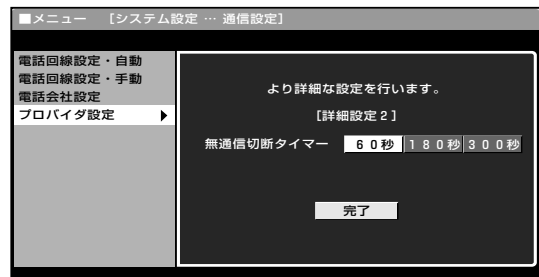 ■メニュー [システム設定 … 通信設定]
電話回線設定・自動
電話回線設定・手動
電話会社設定
プロバイダ設定 ▶
より詳細な設定を行います。
[詳細設定2]
無通信切断タイマー 60秒 180秒 300秒
完了